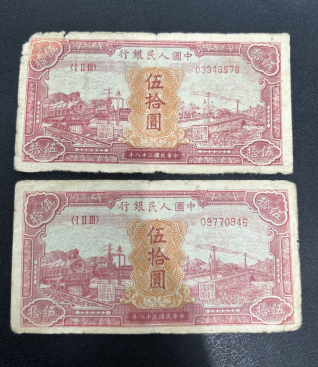 中國人民銀行
(I II III) 03343578
伍拾圓
伍拾
伍拾
中華民國三十八年
中國人民銀行
(I II III) 09770946
伍拾圓
伍拾
伍拾
中華民國三十八年